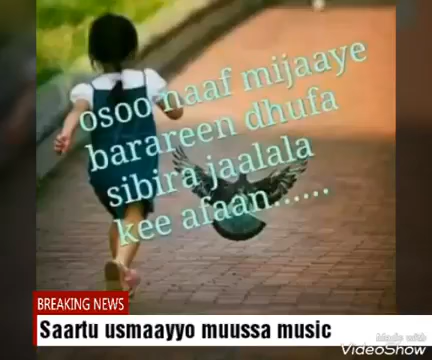 osoo naaf mijaaye
barareen dhufa
sibira jaalala
kee afaan......
BREAKING NEWS
Saartu usmaayyo muussa music
Made with
VideoShow